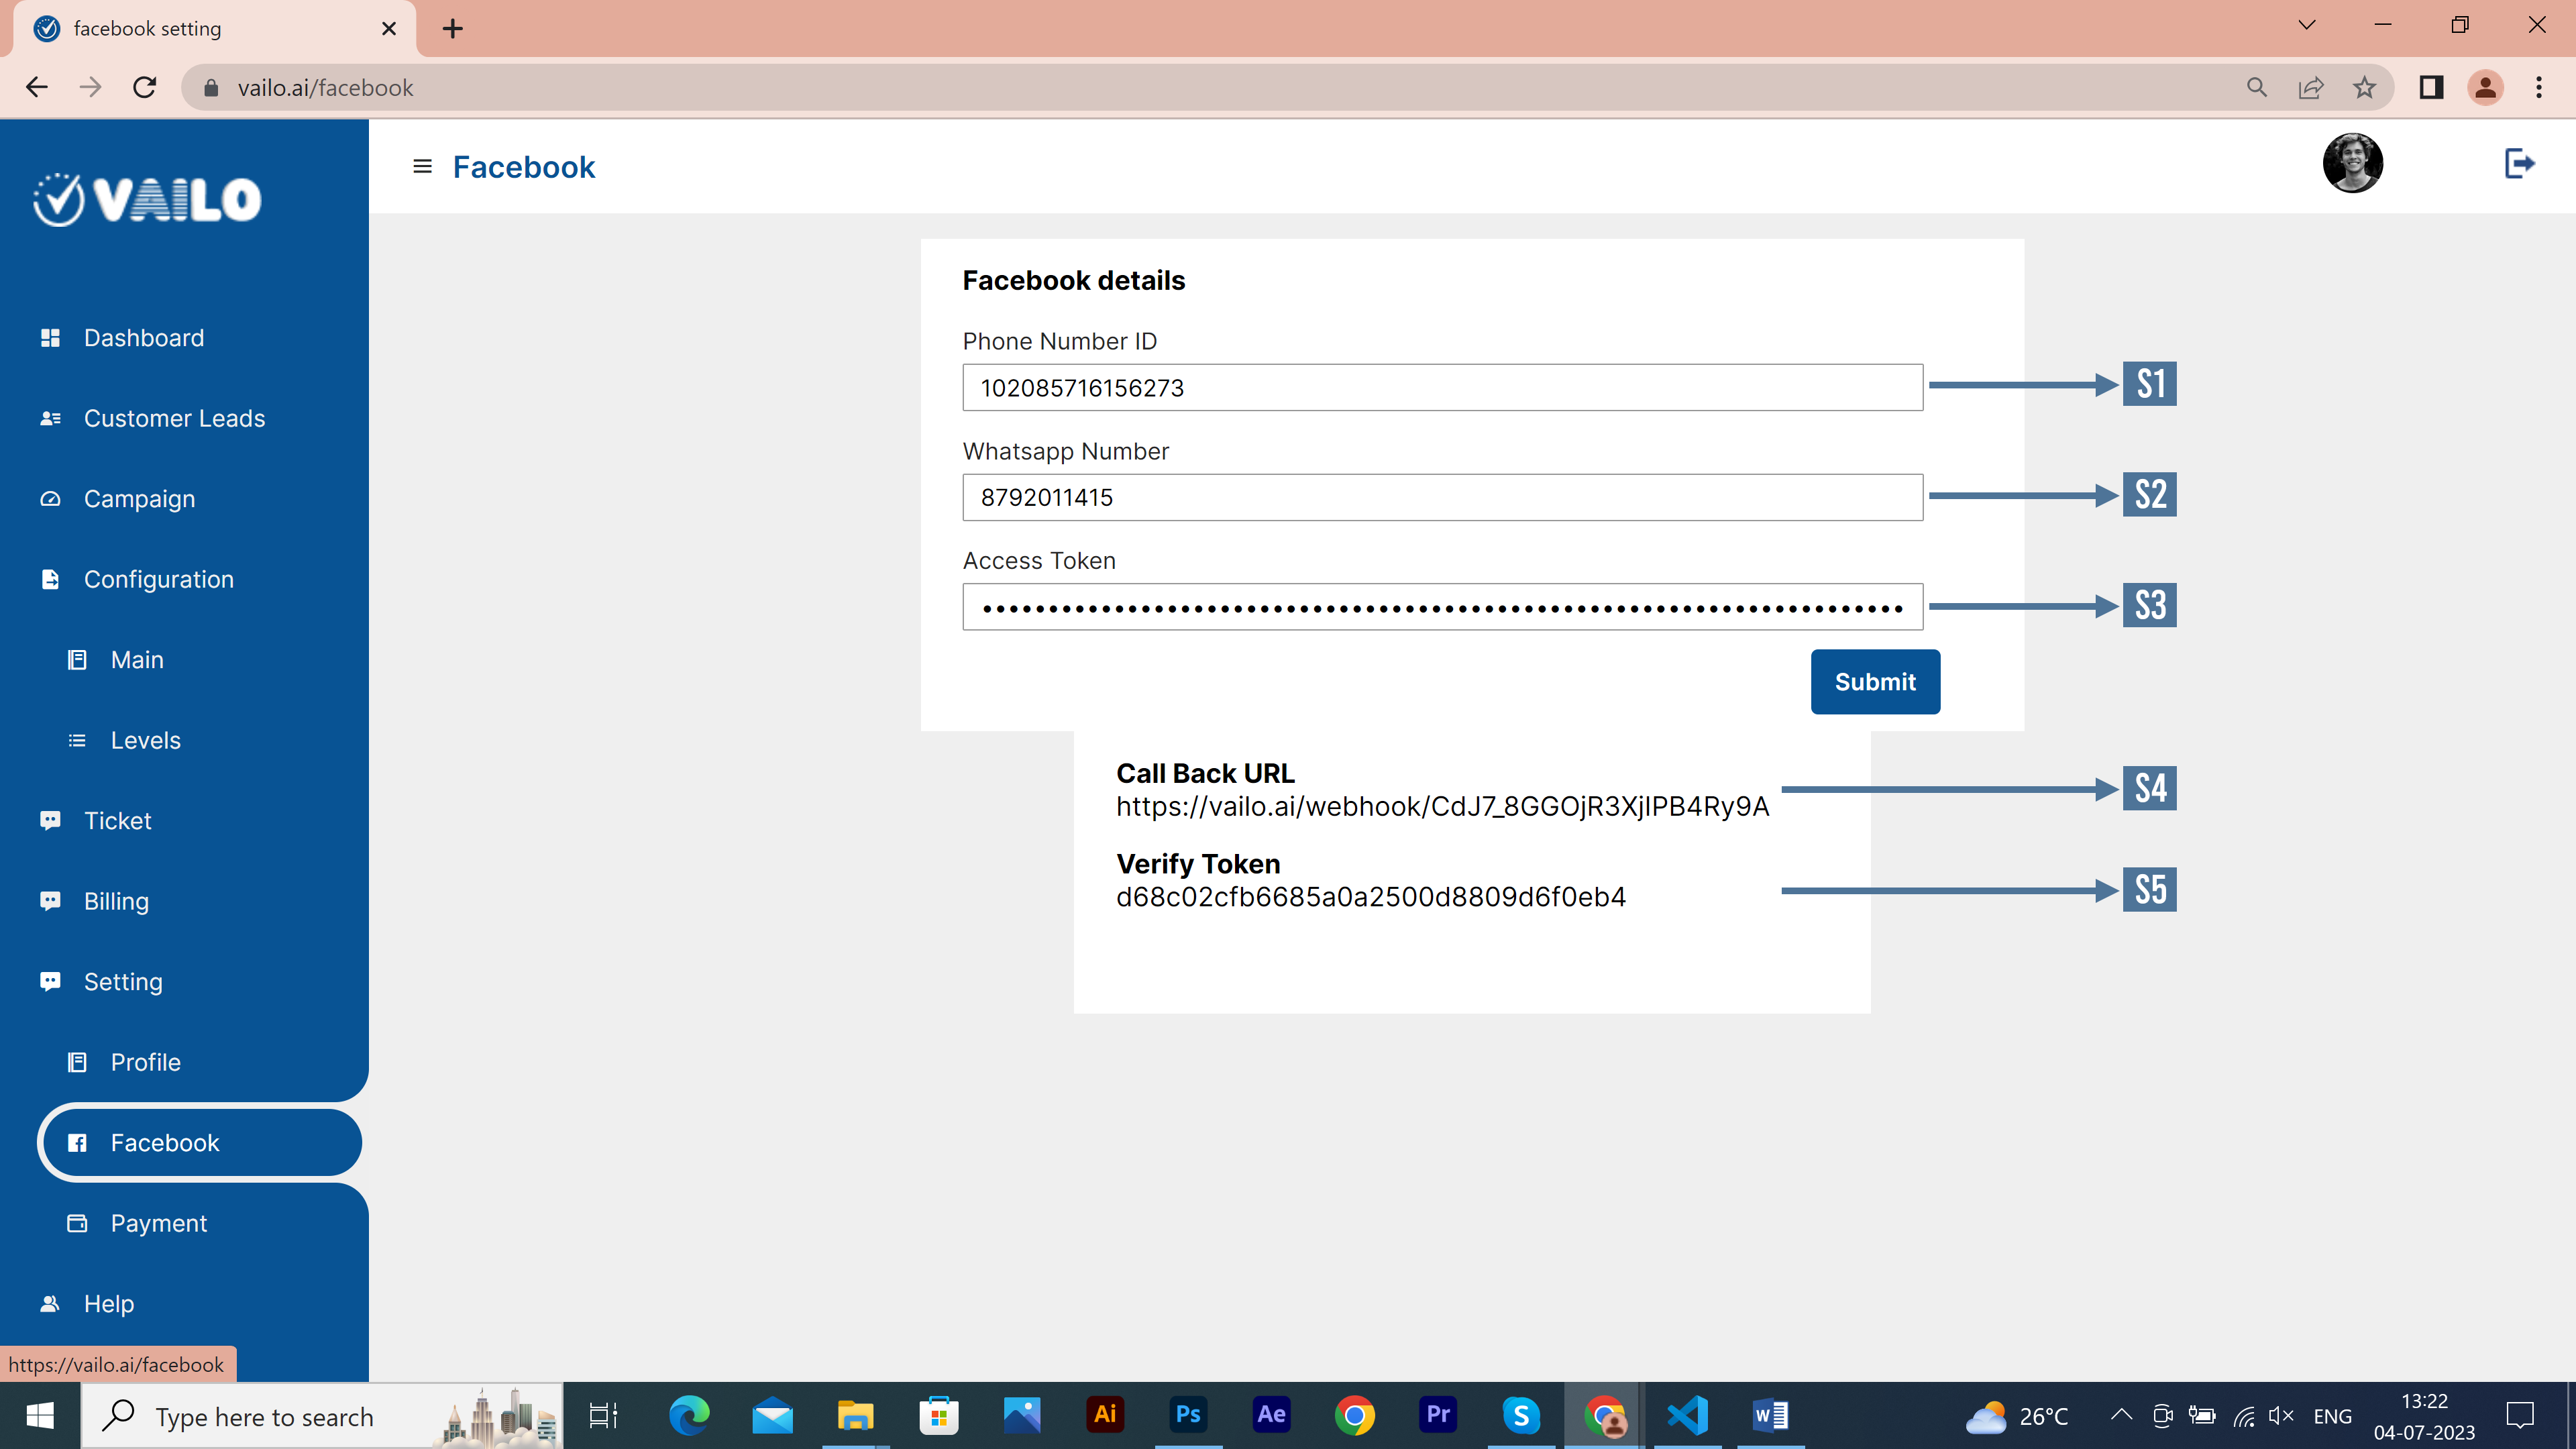 facebook setting
vailo.ai/facebook
VAILO
Facebook
Dashboard
Customer Leads
Campaign
Configuration
Main
Levels
Ticket
Billing
Setting
Profile
Facebook
Payment
Help
https://vailo.ai/facebook
Facebook details
Phone Number ID
102085716156273
S1
Whatsapp Number
8792011415
S2
Access Token
S3
Submit
Call Back URL
https://vailo.ai/webhook/CdJ7_8GGOjR3XjIPB4Ry9A
S4
Verify Token
d68c02cfb6685a0a2500d8809d6f0eb4
S5
Type here to search
Ai
Ps
Ae
Pr
S
W
26°C
ENG
13:22
04-07-2023